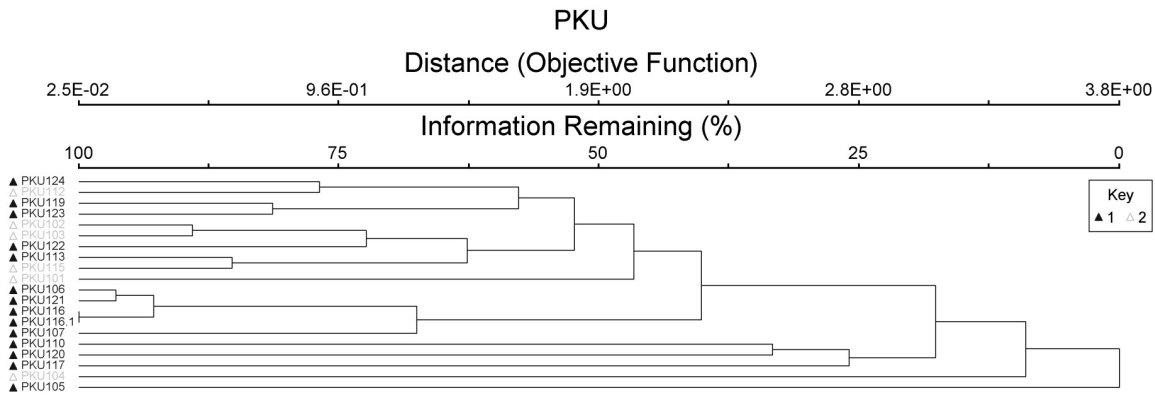 PKU
Distance (Objective Function)
2.5E-02 9.6E-01 1.9E+00 2.8E+00 3.8E+00
Information Remaining (%)
100 75 50 25 0
PKU124
PKU112
PKU119
PKU123
PKU102
PKU103
PKU122
PKU113
PKU115
PKU101
PKU106
PKU121
PKU116
PKU116.1
PKU107
PKU110
PKU120
PKU117
PKU104
PKU105
Key
▲ 1 △ 2